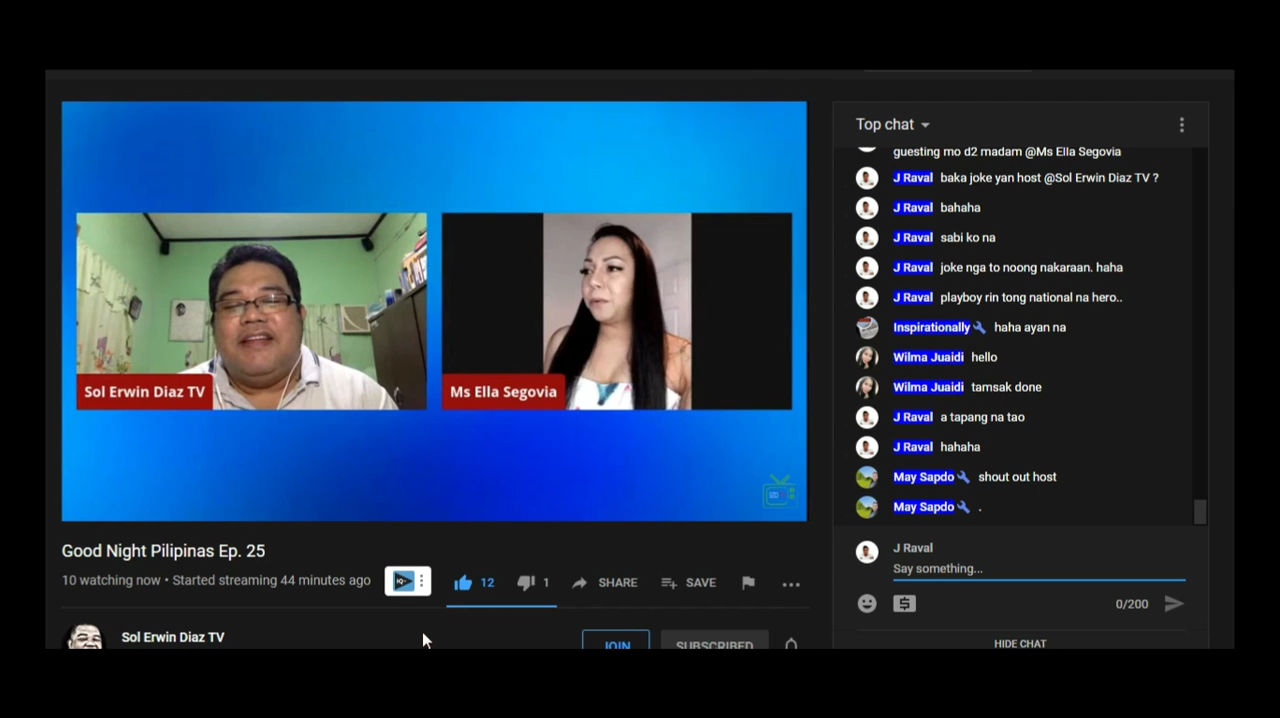 Sol Erwin Diaz TV
Ms Ella Segovia
Good Night Pilipinas Ep. 25
10 watching now • Started streaming 44 minutes ago
12
1
SHARE
SAVE
Sol Erwin Diaz TV
JOIN
SUBSCRIBED
Top chat
guesting mo d2 madam @Ms Ella Segovia
J Raval baka joke yan host @Sol Erwin Diaz TV ?
J Raval bahaha
J Raval sabi ko na
J Raval joke nga to noong nakaraan. haha
J Raval playboy rin tong national na hero..
Inspirationally haha ayan na
Wilma Juaidi hello
Wilma Juaidi tamsak done
J Raval a tapang na tao
J Raval hahaha
May Sapdo shout out host
May Sapdo .
J Raval
Say something...
0/200
HIDE CHAT